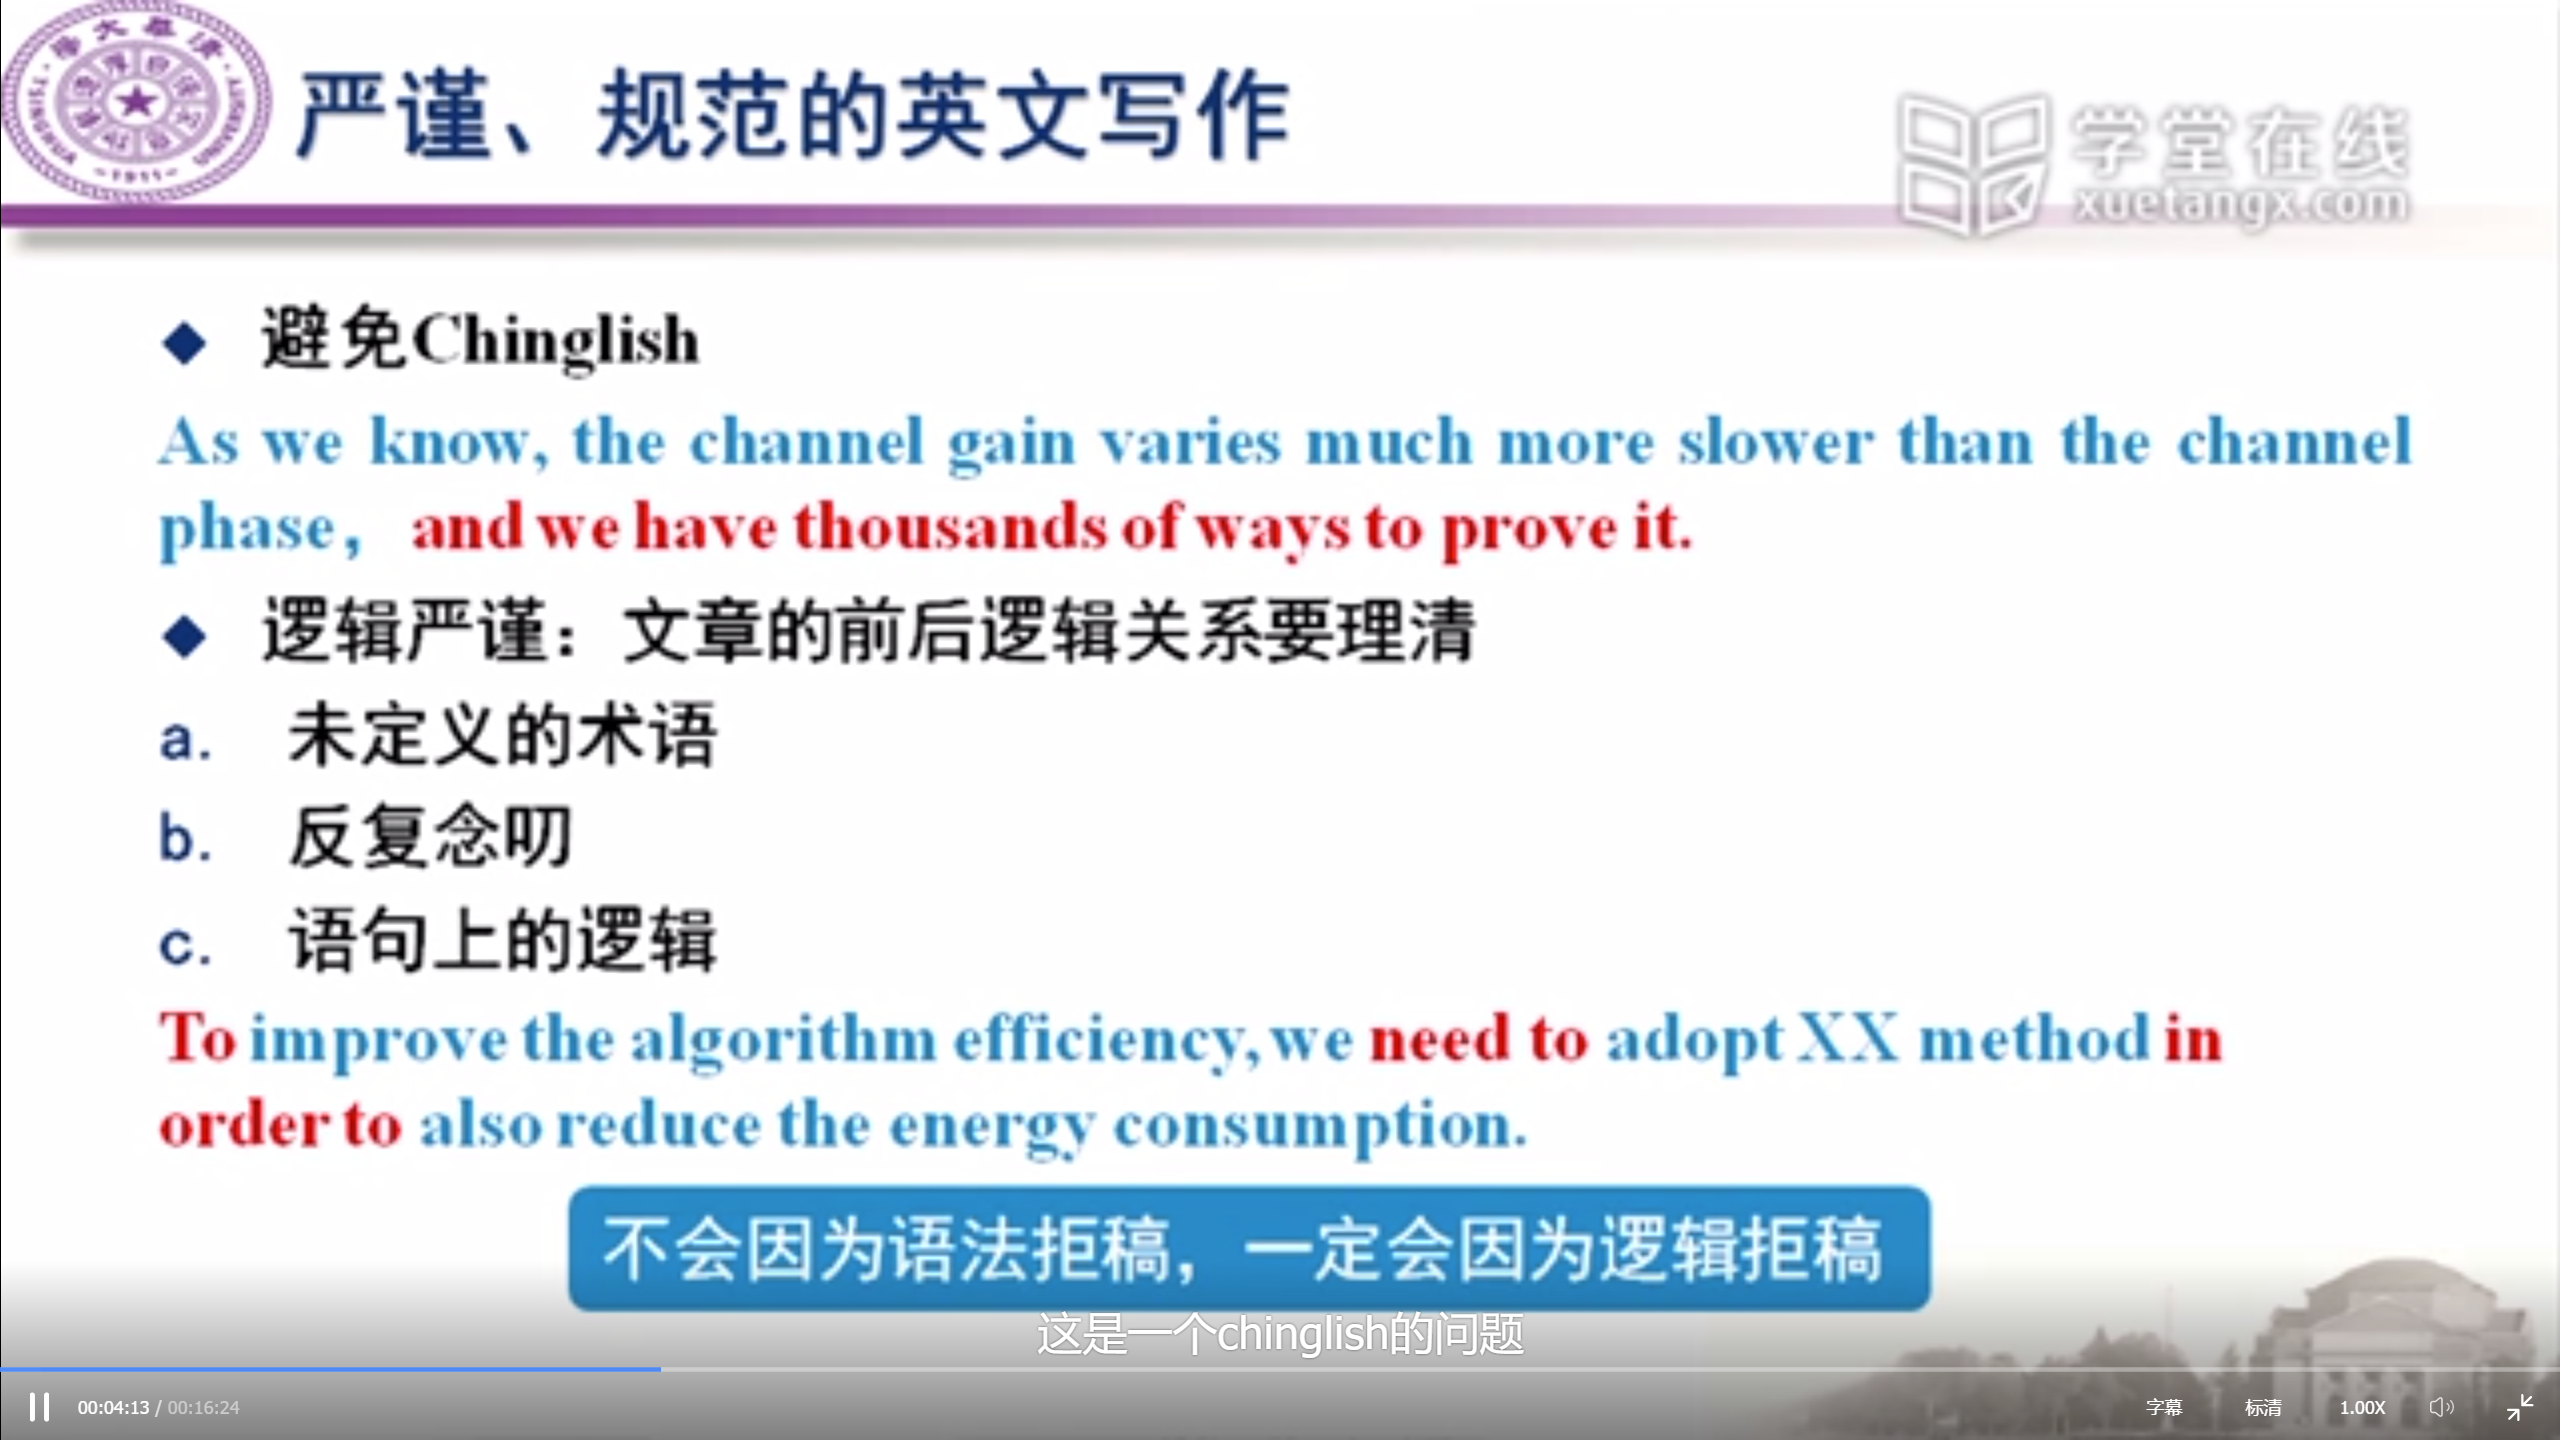 严谨、规范的英文写作
学堂在线
xuetangx.com
TSINGHUA UNIVERSITY
1911
避免Chinglish
As we know, the channel gain varies much more slower than the channel
phase，and we have thousands of ways to prove it.
逻辑严谨：文章的前后逻辑关系要理清
a. 未定义的术语
b. 反复念叨
c. 语句上的逻辑
To improve the algorithm efficiency, we need to adopt XX method in
order to also reduce the energy consumption.
不会因为语法拒稿，一定会因为逻辑拒稿
这是一个chinglish的问题
00:04:13 / 00:16:24 字幕 标清 1.00X